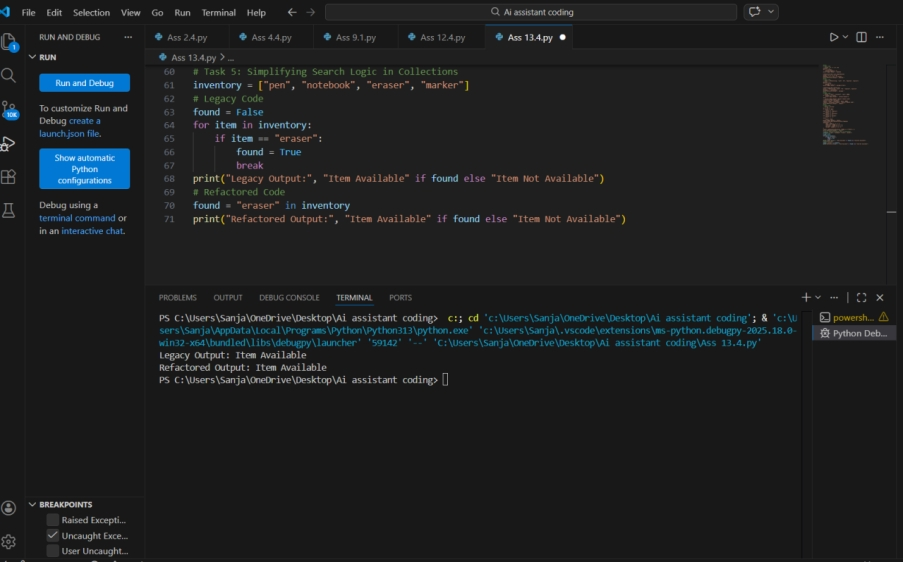 File Edit Selection View Go Run Terminal Help
Ai assistant coding
RUN AND DEBUG
Ass 2.4.py Ass 4.4.py Ass 9.1.py Ass 12.4.py Ass 13.4.py
1
RUN
Ass 13.4.py > ...
Run and Debug
To customize Run and
Debug create a
launch.json file.
10K
Show automatic
Python
configurations
Debug using a
terminal command or
in an interactive chat.
60 # Task 5: Simplifying Search Logic in Collections
61 inventory = ["pen", "notebook", "eraser", "marker"]
62 # Legacy Code
63 found = False
64 for item in inventory:
65 if item == "eraser":
66 found = True
67 break
68 print("Legacy Output:", "Item Available" if found else "Item Not Available")
69 # Refactored Code
70 found = "eraser" in inventory
71 print("Refactored Output:", "Item Available" if found else "Item Not Available")
PROBLEMS OUTPUT DEBUG CONSOLE TERMINAL PORTS
PS C:\Users\Sanja\OneDrive\Desktop\Ai assistant coding> c:; cd 'c:\Users\Sanja\OneDrive\Desktop\Ai assistant coding'; & 'c:\U
sers\Sanja\AppData\Local\Programs\Python\Python313\python.exe' 'c:\Users\Sanja\.vscode\extensions\ms-python.debugpy-2025.18.0-
win32-x64\bundled\libs\debugpy\launcher' '59142' '--' 'C:\Users\Sanja\OneDrive\Desktop\Ai assistant coding\Ass 13.4.py'
Legacy Output: Item Available
Refactored Output: Item Available
PS C:\Users\Sanja\OneDrive\Desktop\Ai assistant coding>
powersh...
Python Deb...
BREAKPOINTS
Raised Excepti...
Uncaught Exce...
User Uncaught...